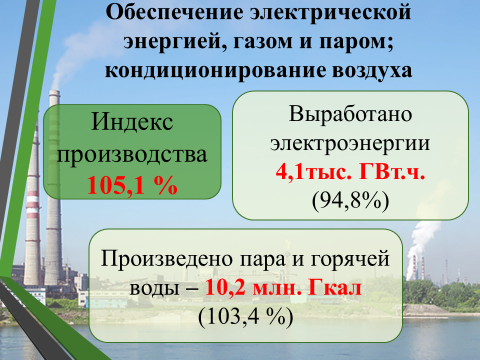 Обеспечение электрической
энергией, газом и паром;
кондиционирование воздуха
Индекс
производства
105,1 %
Выработано
электроэнергии
4,1тыс. ГВт.ч.
(94,8%)
Произведено пара и горячей
воды – 10,2 млн. Гкал
(103,4 %)